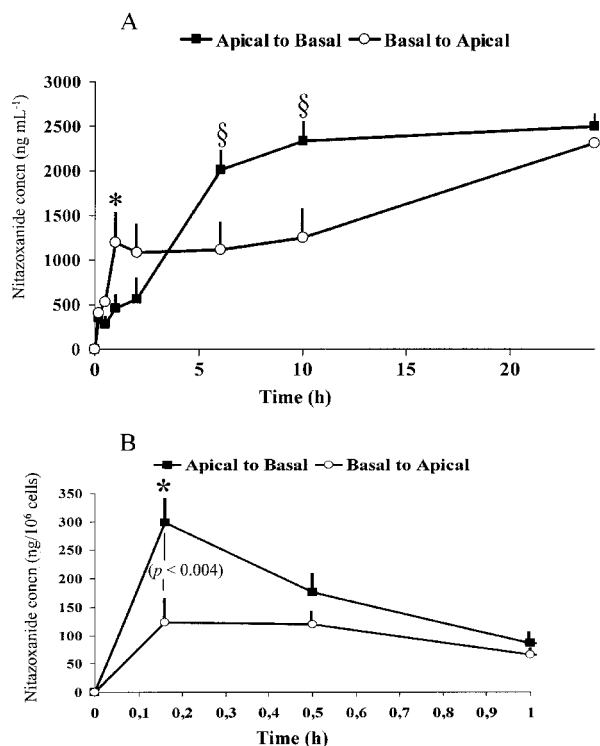 A
Apical to Basal Basal to Apical
Nitazoxanide concn (ng mL⁻¹)
3000
2500
2000
1500
1000
500
0
*
§
§
0 5 10 15 20
Time (h)
B
Apical to Basal Basal to Apical
Nitazoxanide concn (ng/10⁶ cells)
350
300
250
200
150
100
50
0
*
(p < 0.004)
0 0,1 0,2 0,3 0,4 0,5 0,6 0,7 0,8 0,9 1
Time (h)